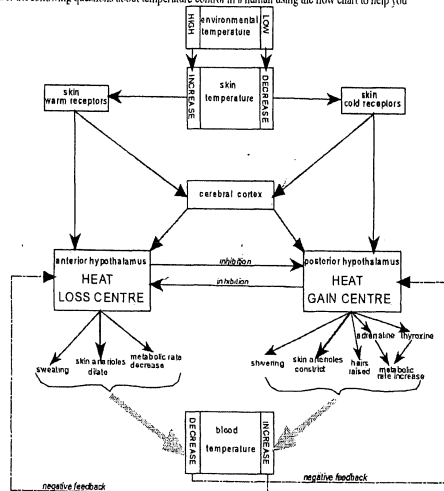 following questions about temperature control in a human using the flow chart to help you
HIGH
environmental
temperature
LOW
INCREASE
skin
temperature
DECREASE
skin
warm receptors
skin
cold receptors
cerebral cortex
anterior hypothalamus
HEAT
LOSS CENTRE
inhibition
inhibition
posterior hypothalamus
HEAT
GAIN CENTRE
sweating
skin arterioles
dilate
metabolic rate
decrease
shivering
skin arterioles
constrict
hairs
raised
adrenaline
thyroxine
metabolic
rate increase
DECREASE
blood
temperature
INCREASE
negative feedback
negative feedback